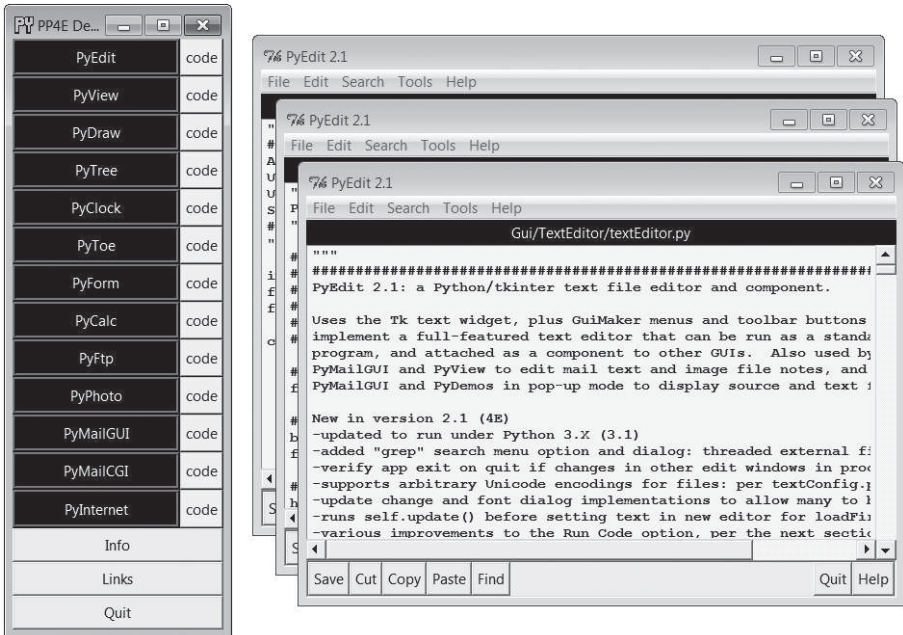 PP4E De...
PyEdit code
PyView code
PyDraw code
PyTree code
PyClock code
PyToe code
PyForm code
PyCalc code
PyFtp code
PyPhoto code
PyMailGUI code
PyMailCGI code
PyInternet code
Info
Links
Quit
PyEdit 2.1
File Edit Search Tools Help
PyEdit 2.1
File Edit Search Tools Help
PyEdit 2.1
File Edit Search Tools Help
Gui/TextEditor/textEditor.py
"""
################################################################
PyEdit 2.1: a Python/tkinter text file editor and component.
Uses the Tk text widget, plus GuiMaker menus and toolbar buttons
implement a full-featured text editor that can be run as a standa
program, and attached as a component to other GUIs. Also used by
PyMailGUI and PyView to edit mail text and image file notes, and
PyMailGUI and PyDemos in pop-up mode to display source and text
New in version 2.1 (4E)
-updated to run under Python 3.X (3.1)
-added "grep" search menu option and dialog: threaded external fi
-verify app exit on quit if changes in other edit windows in proc
-supports arbitrary Unicode encodings for files: per textConfig.p
-update change and font dialog implementations to allow many to
-runs self.update() before setting text in new editor for loadFir
-various improvements to the Run Code option, per the next sectio
Save Cut Copy Paste Find Quit Help